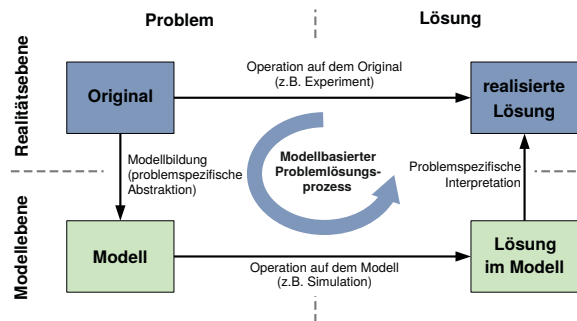 Problem
Lösung
Realitätsebene
Original
Operation auf dem Original
(z.B. Experiment)
realisierte
Lösung
Modellbildung
(problemspezifische
Abstraktion)
Modellbasierter
Problemlösungs-
prozess
Problemspezifische
Interpretation
Modellebene
Modell
Operation auf dem Modell
(z.B. Simulation)
Lösung
im Modell